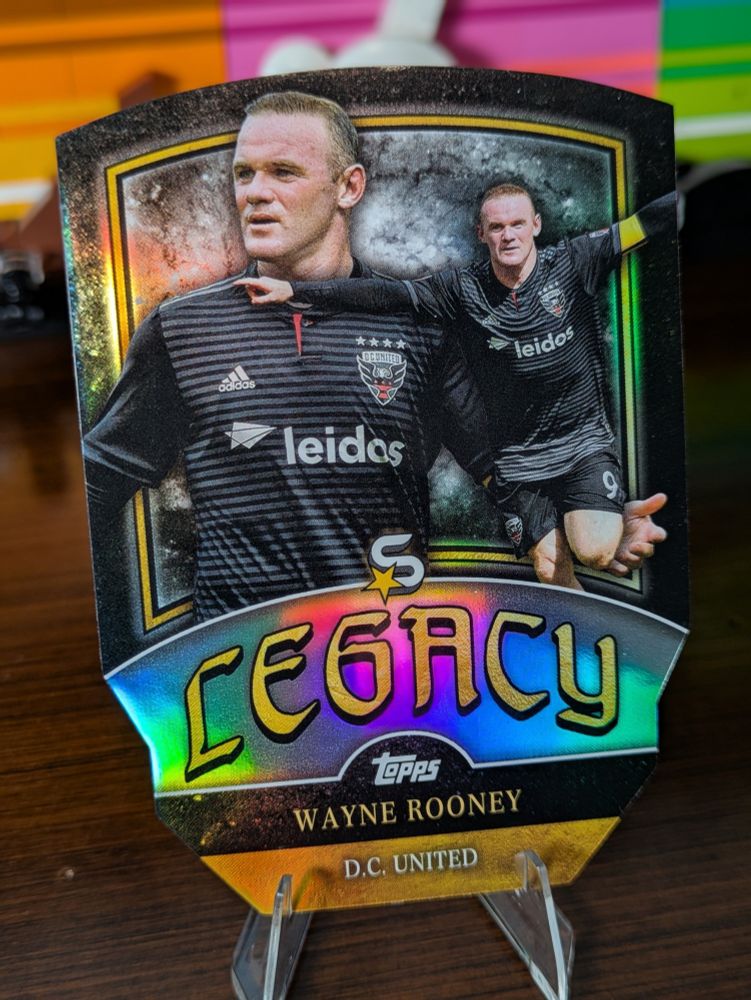 adidas
D.C. UNITED
leidos
leidos
9
S
LEGACY
topps
WAYNE ROONEY
D.C. UNITED